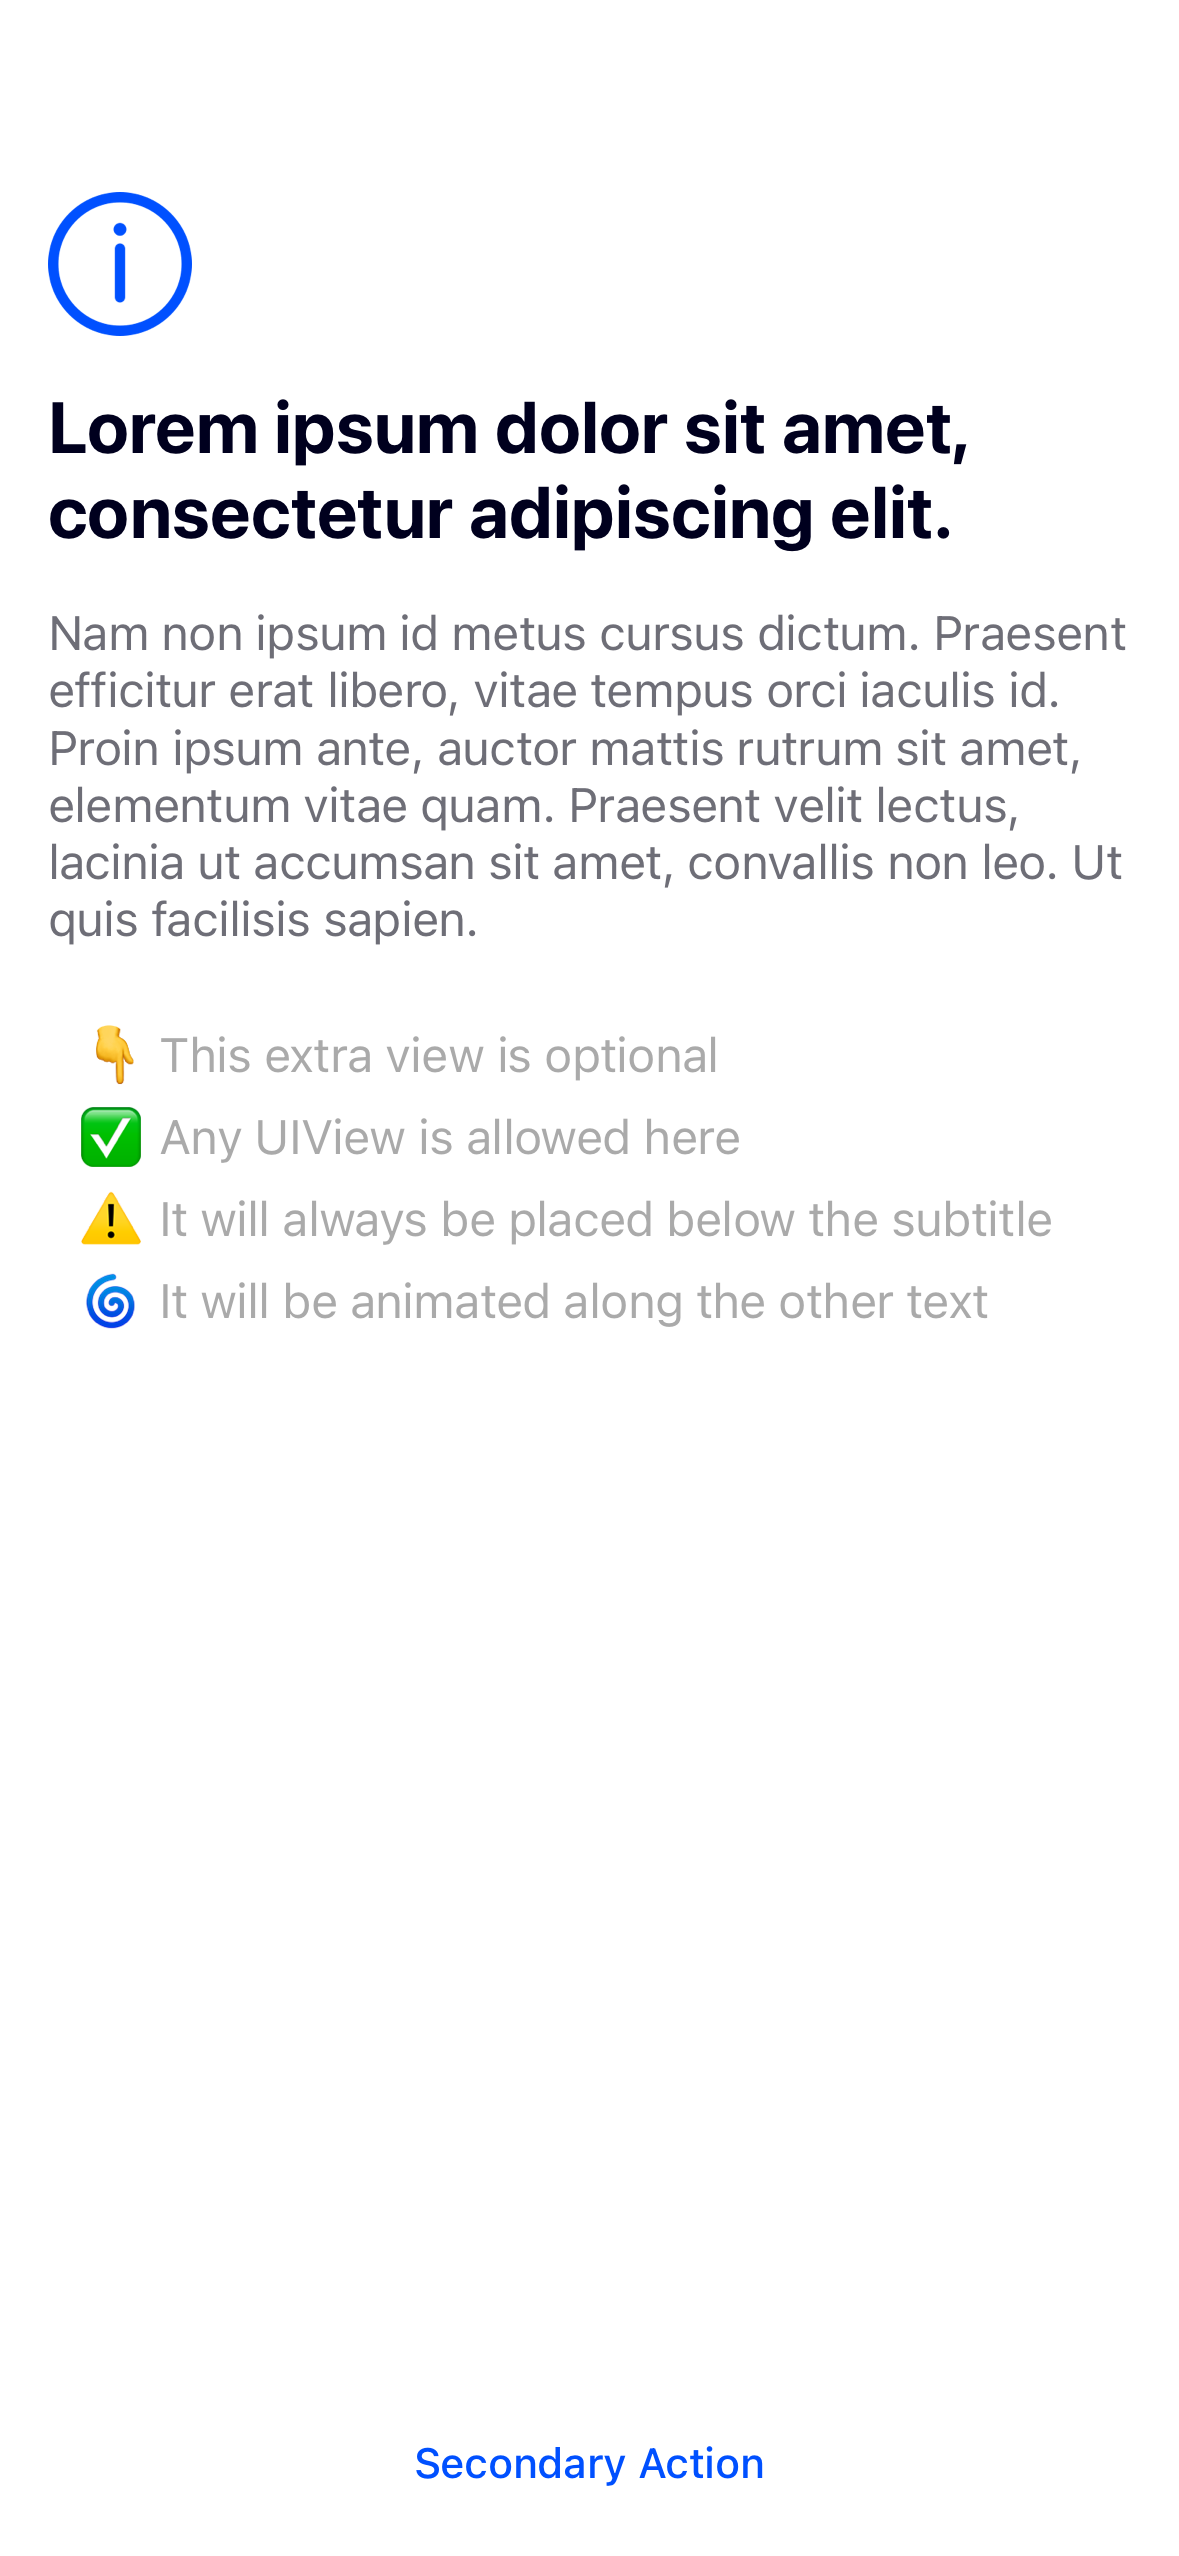 Lorem ipsum dolor sit amet,
consectetur adipiscing elit.
Nam non ipsum id metus cursus dictum. Praesent
efficitur erat libero, vitae tempus orci iaculis id.
Proin ipsum ante, auctor mattis rutrum sit amet,
elementum vitae quam. Praesent velit lectus,
lacinia ut accumsan sit amet, convallis non leo. Ut
quis facilisis sapien.
👇 This extra view is optional
✅ Any UIView is allowed here
⚠️ It will always be placed below the subtitle
🌀 It will be animated along the other text
Secondary Action